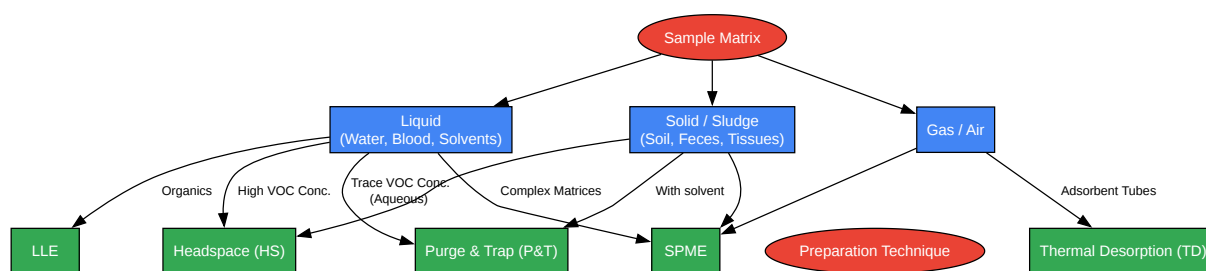 Sample Matrix
Liquid
(Water, Blood, Solvents)
Solid / Sludge
(Soil, Feces, Tissues)
Gas / Air
Organics
High VOC Conc.
Trace VOC Conc.
(Aqueous)
Complex Matrices
With solvent
Adsorbent Tubes
LLE
Headspace (HS)
Purge & Trap (P&T)
SPME
Preparation Technique
Thermal Desorption (TD)